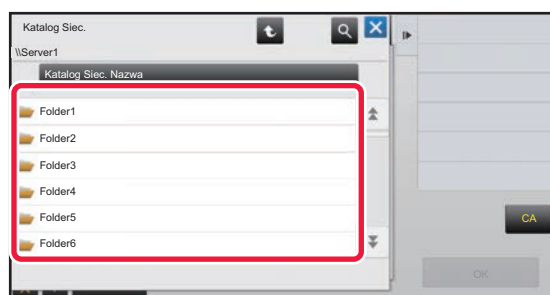 Katalog Siec.
\\Server1
Katalog Siec. Nazwa
Folder1
Folder2
Folder3
Folder4
Folder5
Folder6
CA
OK